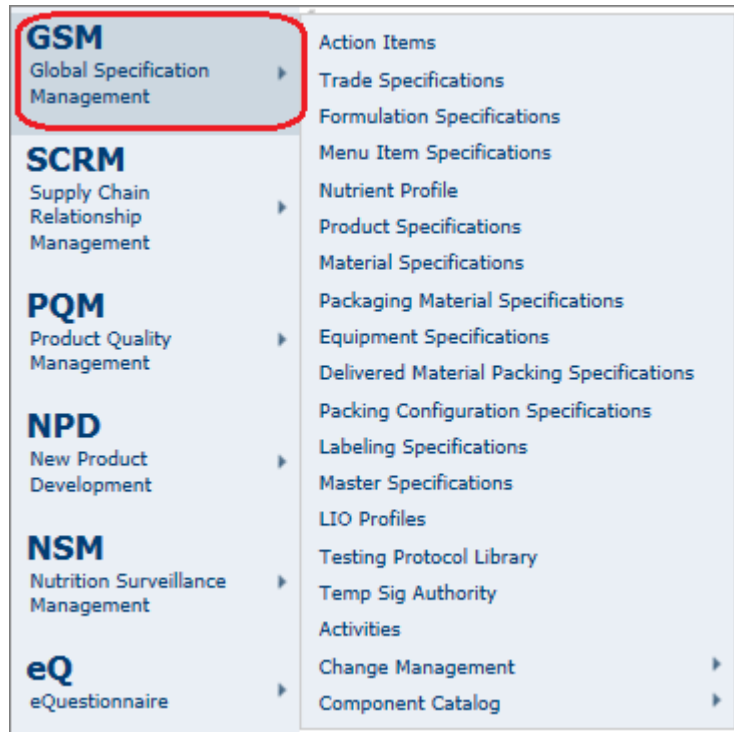 GSM
Global Specification
Management
SCRM
Supply Chain
Relationship
Management
PQM
Product Quality
Management
NPD
New Product
Development
NSM
Nutrition Surveillance
Management
eQ
eQuestionnaire
Action Items
Trade Specifications
Formulation Specifications
Menu Item Specifications
Nutrient Profile
Product Specifications
Material Specifications
Packaging Material Specifications
Equipment Specifications
Delivered Material Packing Specifications
Packing Configuration Specifications
Labeling Specifications
Master Specifications
LIO Profiles
Testing Protocol Library
Temp Sig Authority
Activities
Change Management
Component Catalog